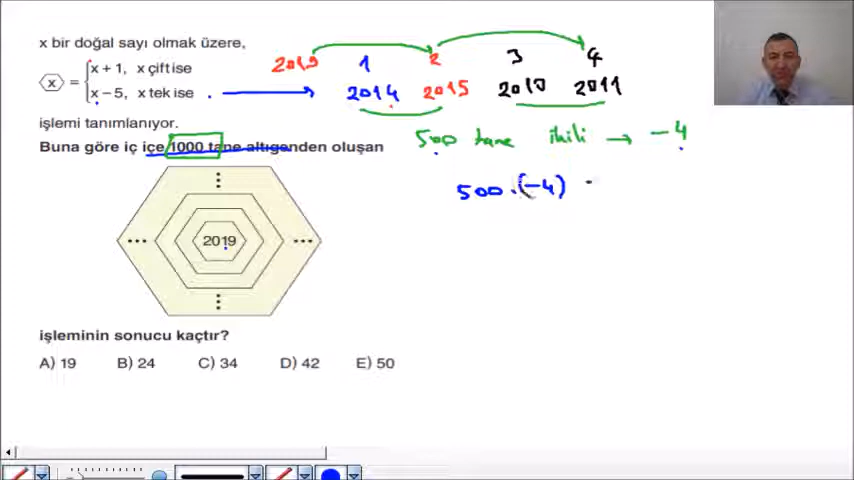 x bir doğal sayı olmak üzere,
x = x + 1, x çift ise
x – 5, x tek ise
işlemi tanımlanıyor.
Buna göre iç içe 1000 tane altıgenden oluşan
2019
işleminin sonucu kaçtır?
A) 19 B) 24 C) 34 D) 42 E) 50
2019 1 2 3 4
2014 2015 2010 2011
500 tane ikili → -4
500 . (-4)